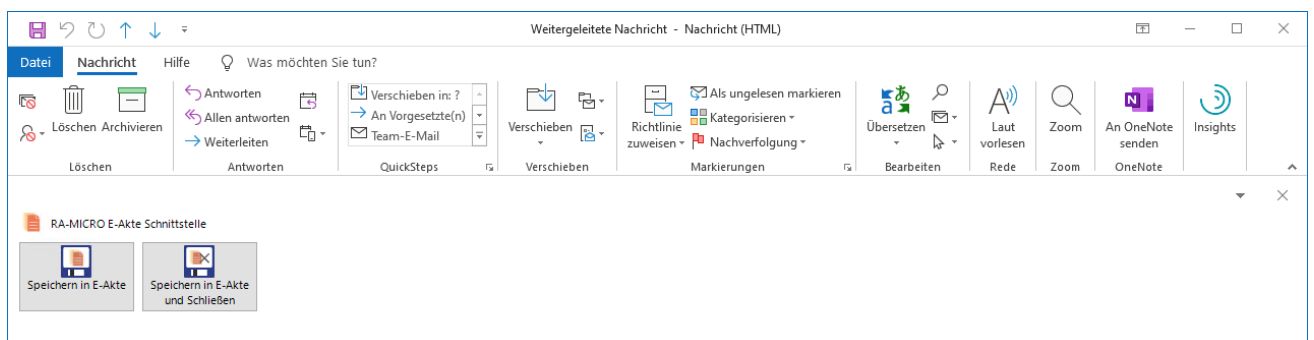 Weitergeleitete Nachricht - Nachricht (HTML)
Datei Nachricht Hilfe Was möchten Sie tun?
Löschen Archivieren
Löschen
Antworten
Allen antworten
Weiterleiten
Antworten
Verschieben in: ?
An Vorgesetzte(n)
Team-E-Mail
QuickSteps
Verschieben
Verschieben
Richtlinie
zuweisen
Als ungelesen markieren
Kategorisieren
Nachverfolgung
Markierungen
Übersetzen
Bearbeiten
Laut
vorlesen
Rede
Zoom
Zoom
An OneNote
senden
OneNote
Insights
RA-MICRO E-Akte Schnittstelle
Speichern in E-Akte
Speichern in E-Akte
und Schließen